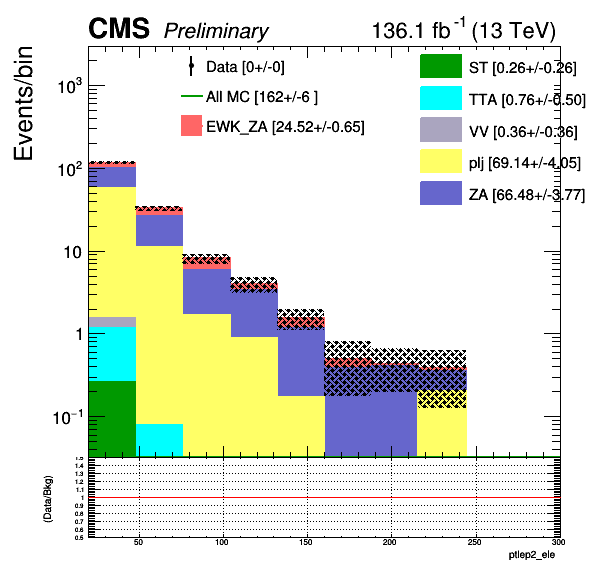 CMS Preliminary 136.1 fb⁻¹ (13 TeV)
Events/bin
10³
10²
10
1
10⁻¹
Data [0+/-0]
All MC [162+/-6 ]
EWK_ZA [24.52+/-0.65]
ST [0.26+/-0.26]
TTA [0.76+/-0.50]
VV [0.36+/-0.36]
plj [69.14+/-4.05]
ZA [66.48+/-3.77]
(Data/Bkg)
1.5
1.4
1.3
1.2
1.1
1
0.9
0.8
0.7
0.6
0.5
50 100 150 200 250 300
ptlep2_ele